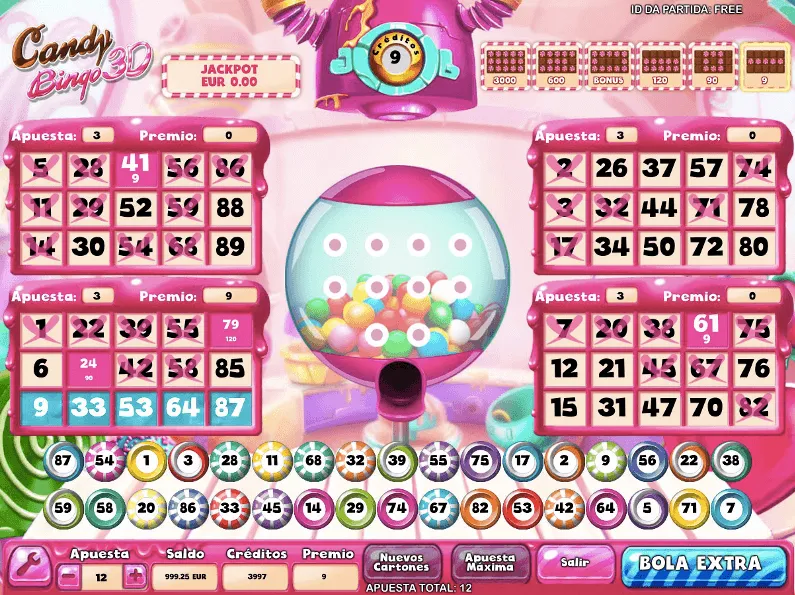 ID DA PARTIDA: FREE
Candy
Bingo 3D
JACKPOT
EUR 0.00
Créditos
9
3000 600 BONUS 120 90 9
Apuesta: 3 Premio: 0
5 28 41 56 86
9
11 29 52 59 88
14 30 54 68 89
Apuesta: 3 Premio: 0
2 26 37 57 74
3 32 44 71 78
17 34 50 72 80
Apuesta: 3 Premio: 9
1 22 39 55 79
120
6 24 42 58 85
90
9 33 53 64 87
Apuesta: 3 Premio: 0
7 20 38 61 75
9
12 21 45 67 76
15 31 47 70 82
87 54 1 3 28 11 68 32 39 55 75 17 2 9 56 22 38
59 58 20 86 33 45 14 29 74 67 82 53 42 64 5 71 7
Apuesta Saldo Créditos Premio
- 12 + 999.25 EUR 3997 9
Nuevos
Cartones
Apuesta
Máxima
Salir
BOLA EXTRA
APUESTA TOTAL: 12